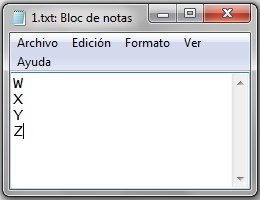 1.txt: Bloc de notas
Archivo Edición Formato Ver
Ayuda
W
X
Y
Z